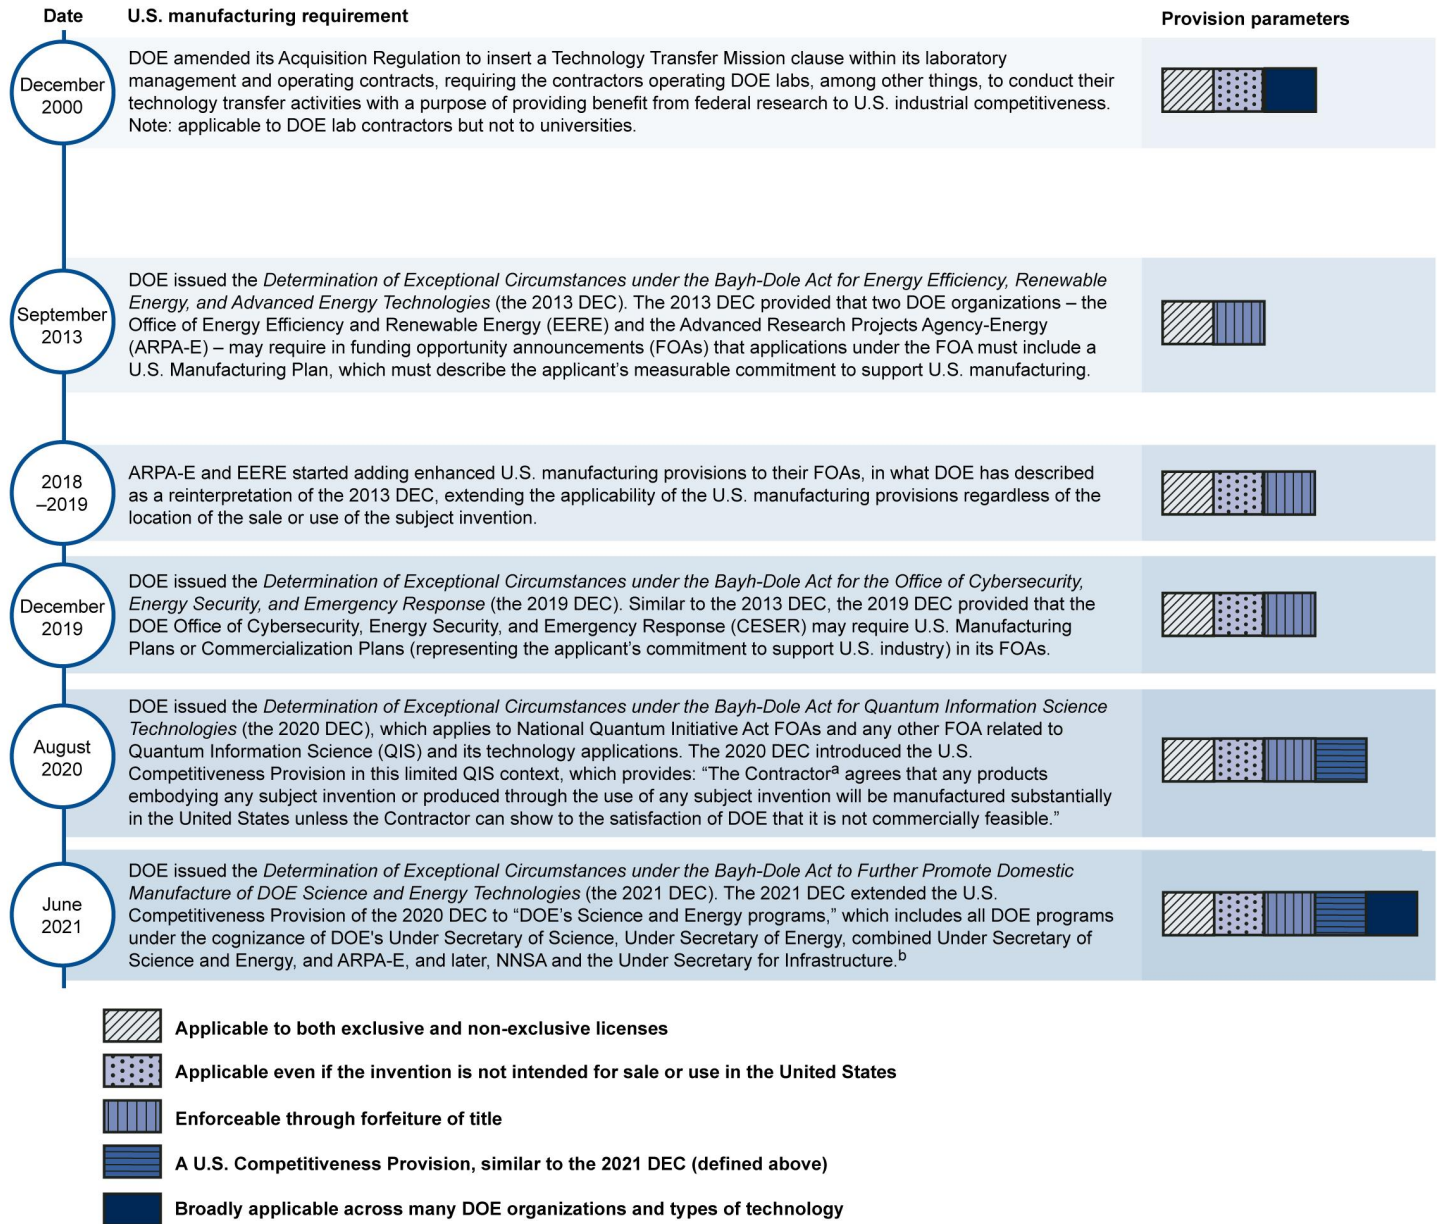 Date
U.S. manufacturing requirement
Provision parameters
December
2000
DOE amended its Acquisition Regulation to insert a Technology Transfer Mission clause within its laboratory
management and operating contracts, requiring the contractors operating DOE labs, among other things, to conduct their
technology transfer activities with a purpose of providing benefit from federal research to U.S. industrial competitiveness.
Note: applicable to DOE lab contractors but not to universities.
September
2013
DOE issued the Determination of Exceptional Circumstances under the Bayh-Dole Act for Energy Efficiency, Renewable
Energy, and Advanced Energy Technologies (the 2013 DEC). The 2013 DEC provided that two DOE organizations – the
Office of Energy Efficiency and Renewable Energy (EERE) and the Advanced Research Projects Agency-Energy
(ARPA-E) – may require in funding opportunity announcements (FOAs) that applications under the FOA must include a
U.S. Manufacturing Plan, which must describe the applicant’s measurable commitment to support U.S. manufacturing.
2018
–2019
ARPA-E and EERE started adding enhanced U.S. manufacturing provisions to their FOAs, in what DOE has described
as a reinterpretation of the 2013 DEC, extending the applicability of the U.S. manufacturing provisions regardless of the
location of the sale or use of the subject invention.
December
2019
DOE issued the Determination of Exceptional Circumstances under the Bayh-Dole Act for the Office of Cybersecurity,
Energy Security, and Emergency Response (the 2019 DEC). Similar to the 2013 DEC, the 2019 DEC provided that the
DOE Office of Cybersecurity, Energy Security, and Emergency Response (CESER) may require U.S. Manufacturing
Plans or Commercialization Plans (representing the applicant’s commitment to support U.S. industry) in its FOAs.
August
2020
DOE issued the Determination of Exceptional Circumstances under the Bayh-Dole Act for Quantum Information Science
Technologies (the 2020 DEC), which applies to National Quantum Initiative Act FOAs and any other FOA related to
Quantum Information Science (QIS) and its technology applications. The 2020 DEC introduced the U.S.
Competitiveness Provision in this limited QIS context, which provides: “The Contractorª agrees that any products
embodying any subject invention or produced through the use of any subject invention will be manufactured substantially
in the United States unless the Contractor can show to the satisfaction of DOE that it is not commercially feasible.”
June
2021
DOE issued the Determination of Exceptional Circumstances under the Bayh-Dole Act to Further Promote Domestic
Manufacture of DOE Science and Energy Technologies (the 2021 DEC). The 2021 DEC extended the U.S.
Competitiveness Provision of the 2020 DEC to “DOE’s Science and Energy programs,” which includes all DOE programs
under the cognizance of DOE's Under Secretary of Science, Under Secretary of Energy, combined Under Secretary of
Science and Energy, and ARPA-E, and later, NNSA and the Under Secretary for Infrastructure.ᵇ
Applicable to both exclusive and non-exclusive licenses
Applicable even if the invention is not intended for sale or use in the United States
Enforceable through forfeiture of title
A U.S. Competitiveness Provision, similar to the 2021 DEC (defined above)
Broadly applicable across many DOE organizations and types of technology